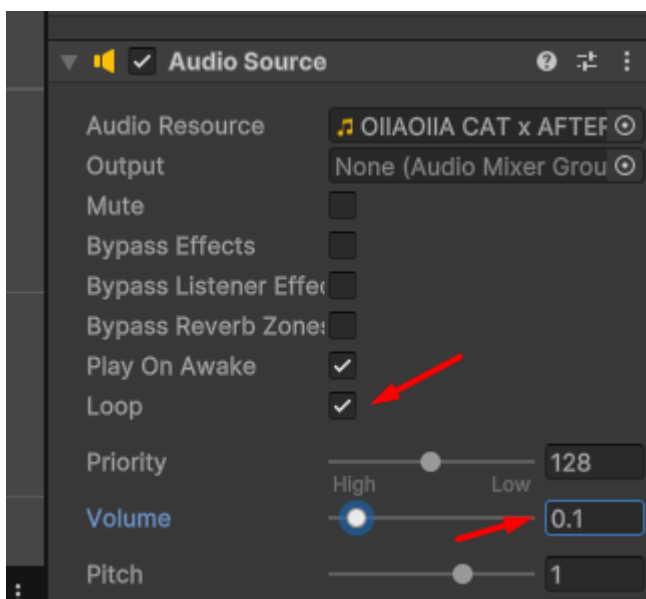 Audio Source
Audio Resource OIIAOIIA CAT x AFTER
Output None (Audio Mixer Grou
Mute
Bypass Effects
Bypass Listener Effec
Bypass Reverb Zones
Play On Awake
Loop
Priority 128
High Low
Volume 0.1
Pitch 1